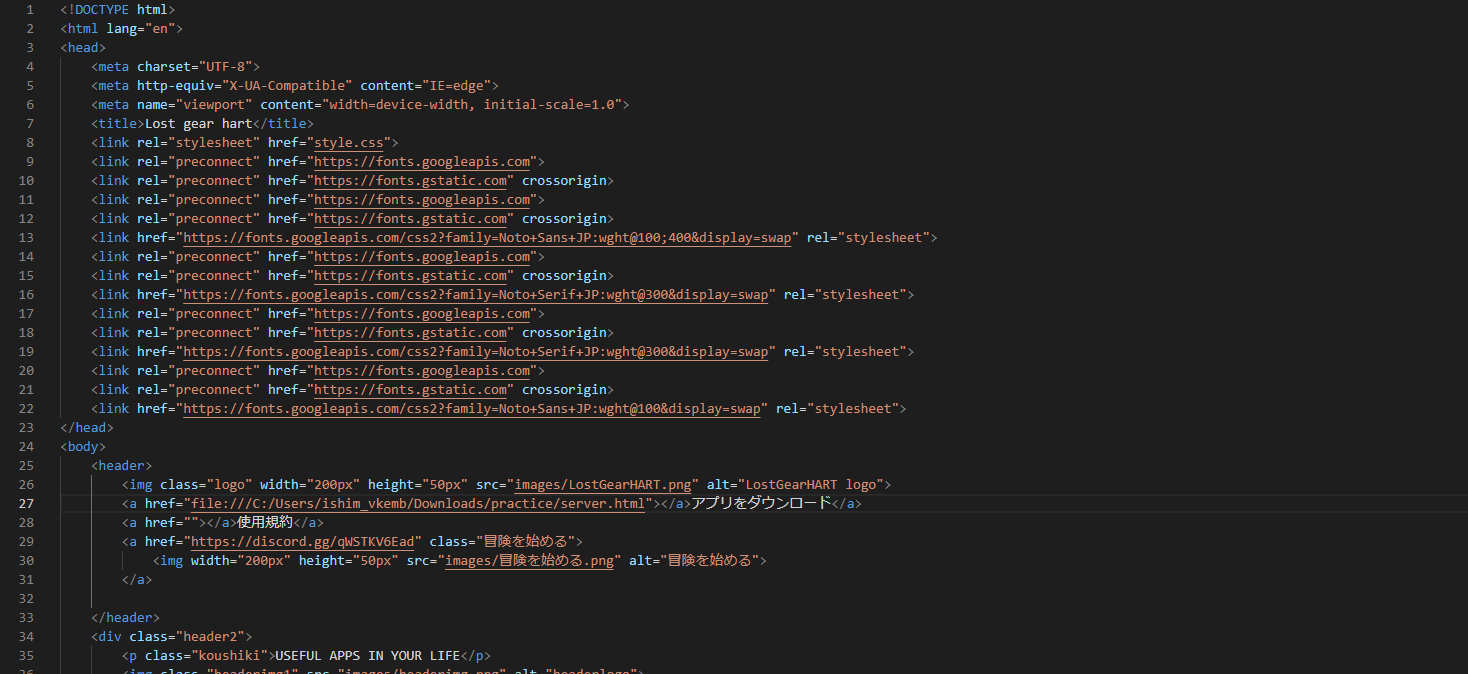 1 <!DOCTYPE html>
2 <html lang="en">
3 <head>
4 <meta charset="UTF-8">
5 <meta http-equiv="X-UA-Compatible" content="IE=edge">
6 <meta name="viewport" content="width=device-width, initial-scale=1.0">
7 <title>Lost gear hart</title>
8 <link rel="stylesheet" href="style.css">
9 <link rel="preconnect" href="https://fonts.googleapis.com">
10 <link rel="preconnect" href="https://fonts.gstatic.com" crossorigin>
11 <link rel="preconnect" href="https://fonts.googleapis.com">
12 <link rel="preconnect" href="https://fonts.gstatic.com" crossorigin>
13 <link href="https://fonts.googleapis.com/css2?family=Noto+Sans+JP:wght@100;400&display=swap" rel="stylesheet">
14 <link rel="preconnect" href="https://fonts.googleapis.com">
15 <link rel="preconnect" href="https://fonts.gstatic.com" crossorigin>
16 <link href="https://fonts.googleapis.com/css2?family=Noto+Serif+JP:wght@300&display=swap" rel="stylesheet">
17 <link rel="preconnect" href="https://fonts.googleapis.com">
18 <link rel="preconnect" href="https://fonts.gstatic.com" crossorigin>
19 <link href="https://fonts.googleapis.com/css2?family=Noto+Serif+JP:wght@300&display=swap" rel="stylesheet">
20 <link rel="preconnect" href="https://fonts.googleapis.com">
21 <link rel="preconnect" href="https://fonts.gstatic.com" crossorigin>
22 <link href="https://fonts.googleapis.com/css2?family=Noto+Sans+JP:wght@100&display=swap" rel="stylesheet">
23 </head>
24 <body>
25 <header>
26 <img class="logo" width="200px" height="50px" src="images/LostGearHART.png" alt="LostGearHART logo">
27 <a href="file:///C:/Users/ishim_vkemb/Downloads/practice/server.html"></a>アプリをダウンロード</a>
28 <a href=""></a>使用規約</a>
29 <a href="https://discord.gg/qWSTKV6Ead" class="冒険を始める">
30 <img width="200px" height="50px" src="images/冒険を始める.png" alt="冒険を始める">
31 </a>
32
33 </header>
34 <div class="header2">
35 <p class="koushiki">USEFUL APPS IN YOUR LIFE</p>
36 <img class="headerimg1" src="images/headerimg.png" alt="headerlogo">